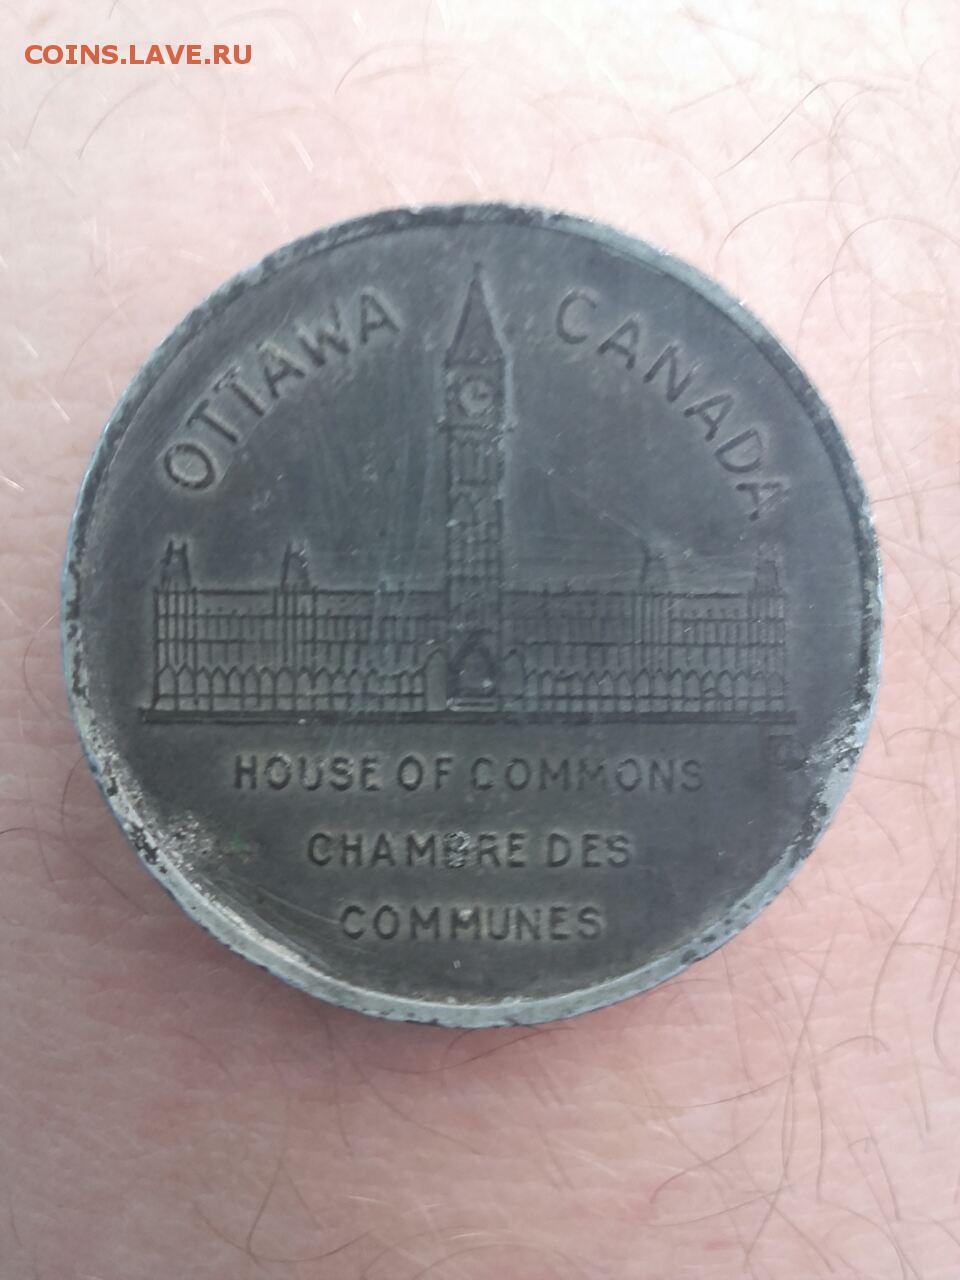 COINS.LAVE.RU
OTTAWA CANADA
HOUSE OF COMMONS
CHAMBRE DES
COMMUNES